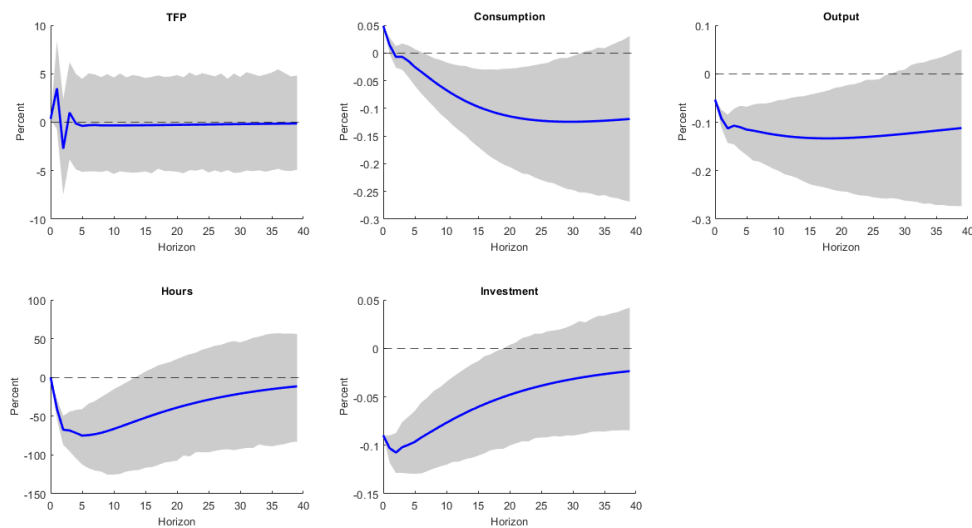 TFP
10
5
0
-5
-10
Percent
0 5 10 15 20 25 30 35 40
Horizon
Consumption
0.05
0
-0.05
-0.1
-0.15
-0.2
-0.25
-0.3
Percent
0 5 10 15 20 25 30 35 40
Horizon
Output
0.1
0
-0.1
-0.2
-0.3
Percent
0 5 10 15 20 25 30 35 40
Horizon
Hours
100
50
0
-50
-100
-150
Percent
0 5 10 15 20 25 30 35 40
Horizon
Investment
0.05
0
-0.05
-0.1
-0.15
Percent
0 5 10 15 20 25 30 35 40
Horizon